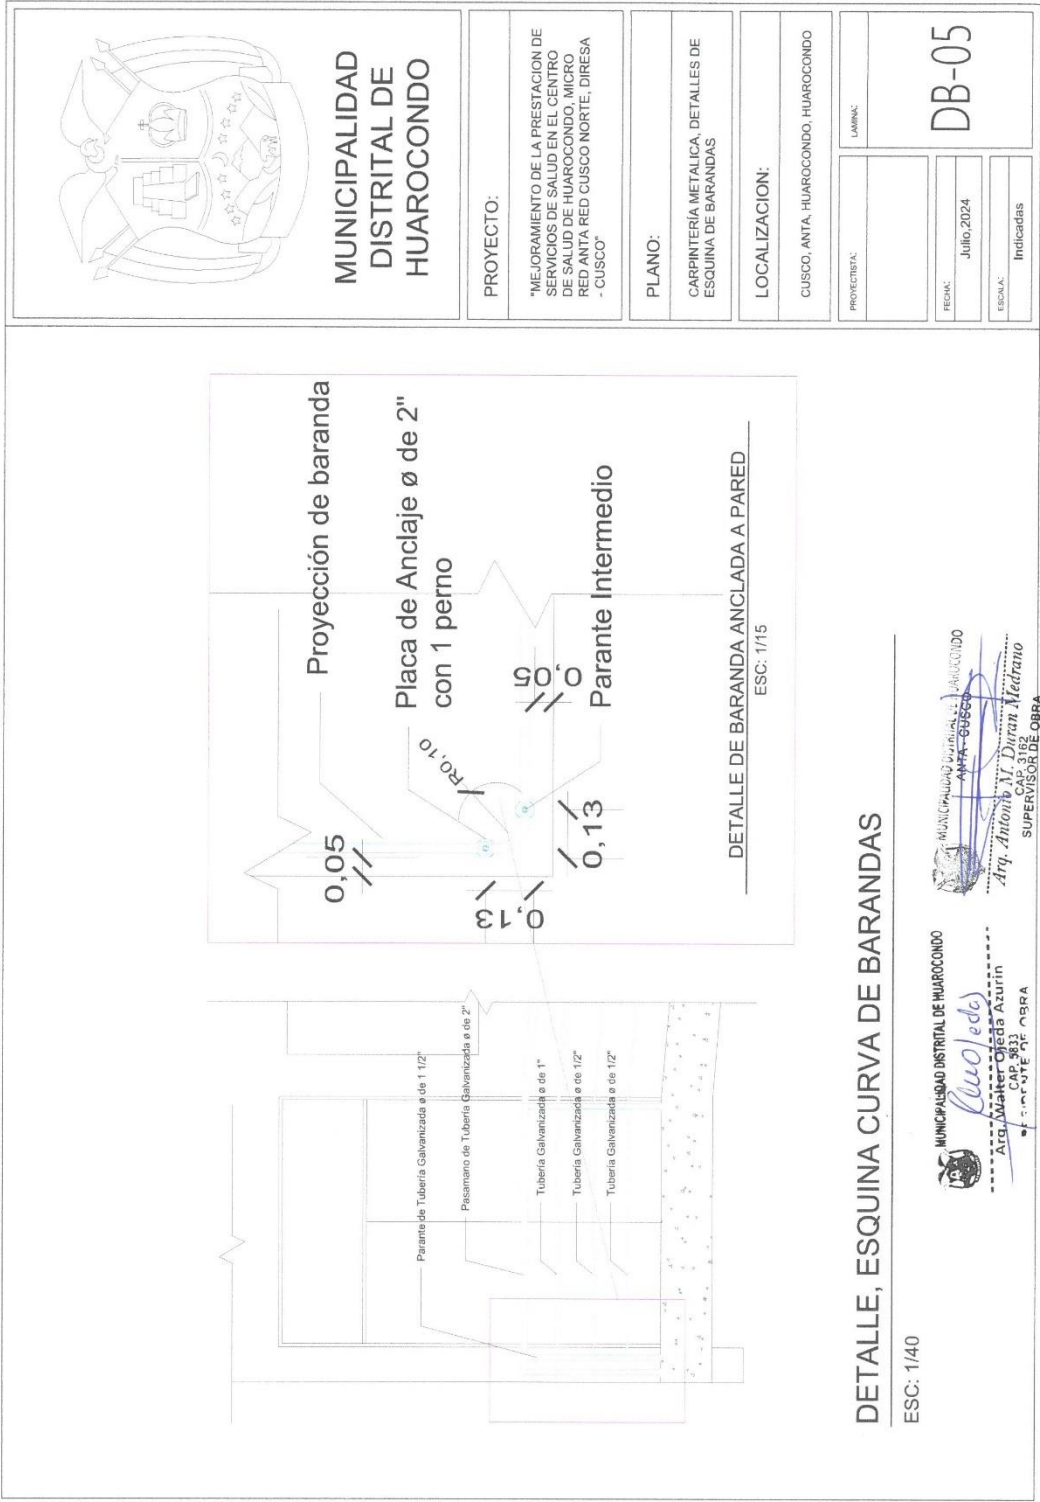 MUNICIPALIDAD
DISTRITAL DE
HUAROCONDO
PROYECTO:
"MEJORAMIENTO DE LA PRESTACION DE
SERVICIOS DE SALUD EN EL CENTRO
DE SALUD DE HUAROCONDO, MICRO
RED ANTA RED CUSCO NORTE, DIRESA
- CUSCO"
PLANO:
CARPINTERÍA METALICA, DETALLES DE
ESQUINA DE BARANDAS
LOCALIZACION:
CUSCO, ANTA, HUAROCONDO, HUAROCONDO
PROYECTISTA:
LAMINA:
DB-05
FECHA:
Julio,2024
ESCALA:
Indicadas
Proyección de baranda
Placa de Anclaje ø de 2"
con 1 perno
Parante Intermedio
0,05
R0,10
0,05
0,13
0,13
DETALLE DE BARANDA ANCLADA A PARED
ESC: 1/15
Parante de Tubería Galvanizada ø de 1 1/2"
Pasamano de Tubería Galvanizada ø de 2"
Tubería Galvanizada ø de 1"
Tubería Galvanizada ø de 1/2"
Tubería Galvanizada ø de 1/2"
DETALLE, ESQUINA CURVA DE BARANDAS
ESC: 1/40
MUNICIPALIDAD DISTRITAL DE HUAROCONDO
Arq. Walter Ojeda Azurin
CAP. 5833
RESIDENTE DE OBRA
MUNICIPALIDAD DISTRITAL DE HUAROCONDO
ANTA - CUSCO
Arq. Antonio M. Duran Medrano
CAP. 3162
SUPERVISOR DE OBRA